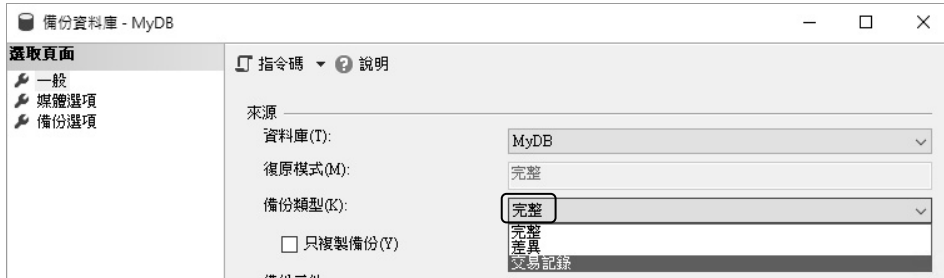 備份資料庫 - MyDB
選取頁面
一般
媒體選項
備份選項
指令碼 說明
來源
資料庫(T): MyDB
復原模式(M): 完整
備份類型(K): 完整
完整
差異
交易記錄
只複製備份(Y)